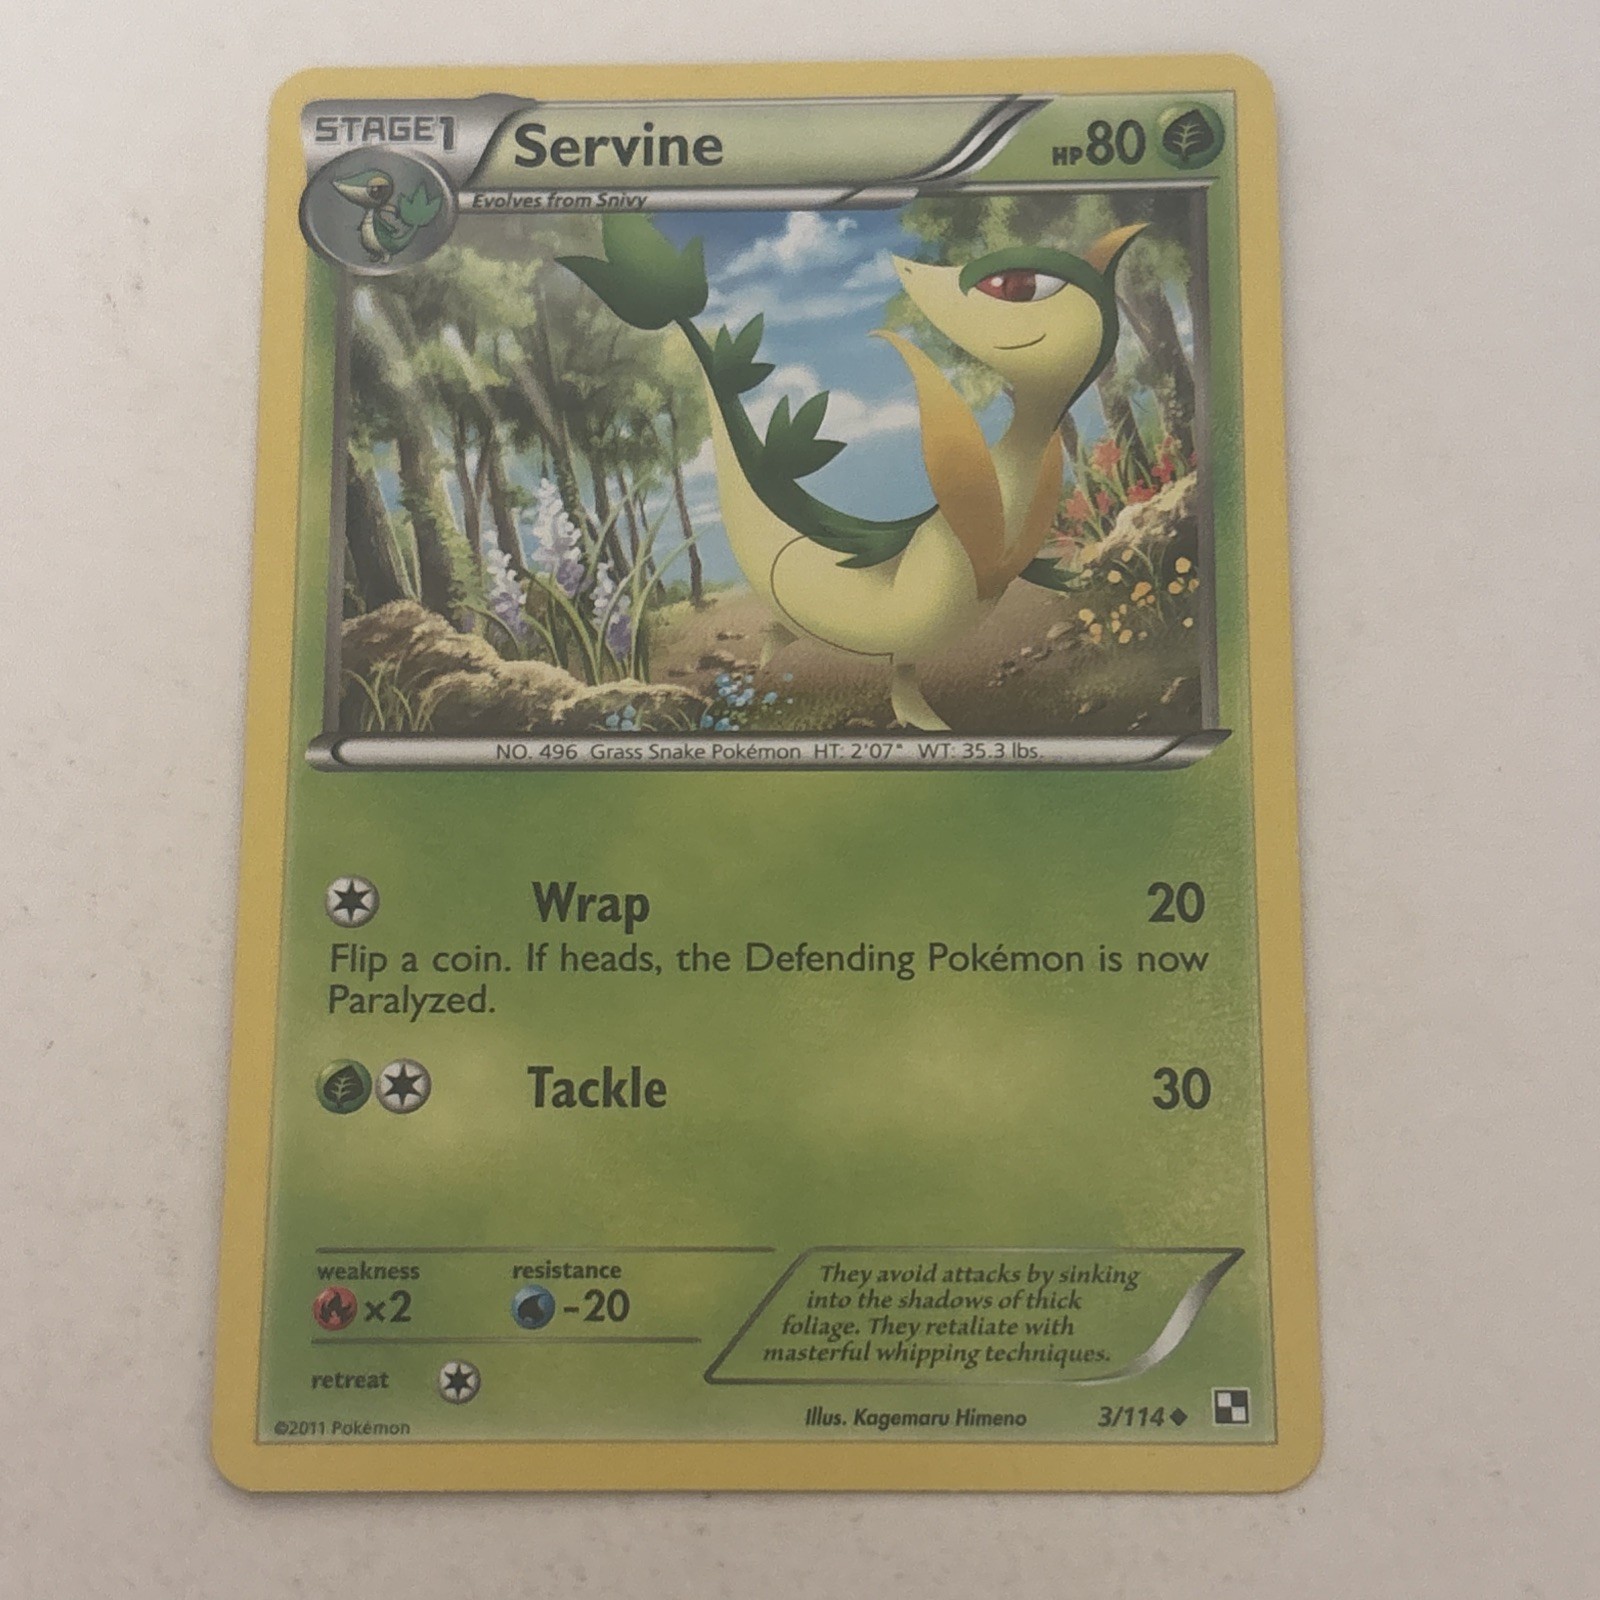 STAGE1
Servine
HP80
Evolves from Snivy
NO. 496 Grass Snake Pokémon HT: 2'07" WT: 35.3 lbs.
Wrap 20
Flip a coin. If heads, the Defending Pokémon is now
Paralyzed.
Tackle 30
weakness resistance
×2 -20
retreat
They avoid attacks by sinking
into the shadows of thick
foliage. They retaliate with
masterful whipping techniques.
©2011 Pokémon
Illus. Kagemaru Himeno
3/114